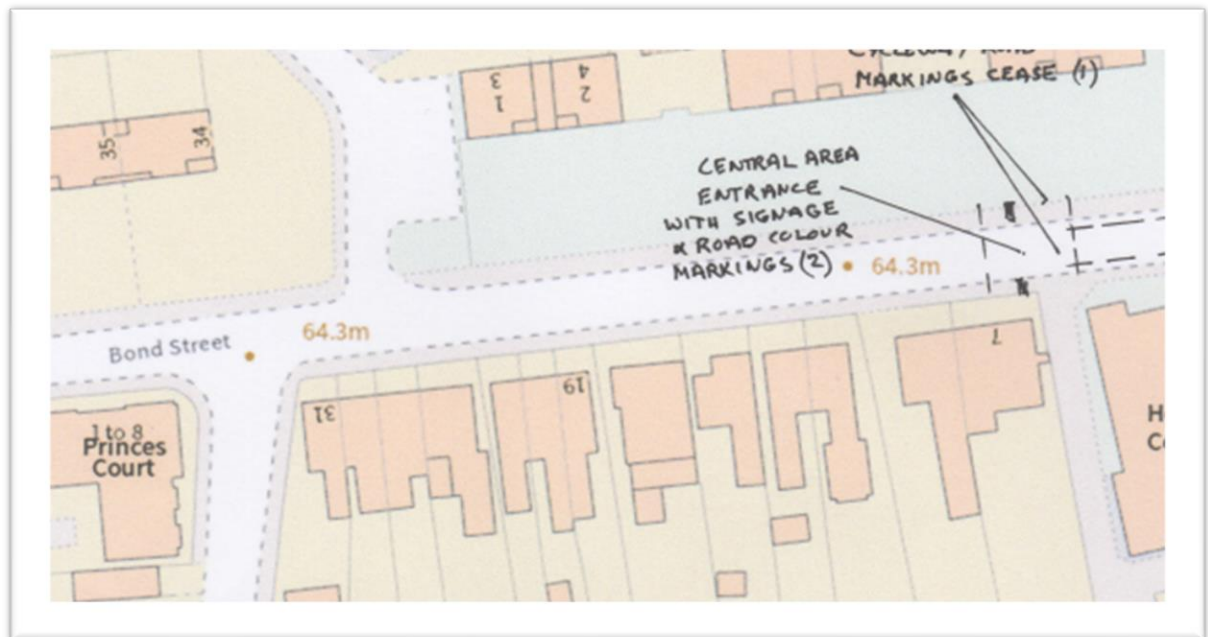 MARKINGS CEASE (1)
3
1
4
2
35
34
CENTRAL AREA
ENTRANCE
WITH SIGNAGE
& ROAD COLOUR
MARKINGS (2)
64.3m
64.3m
Bond Street
7
19
31
1 to 8
Princes
Court